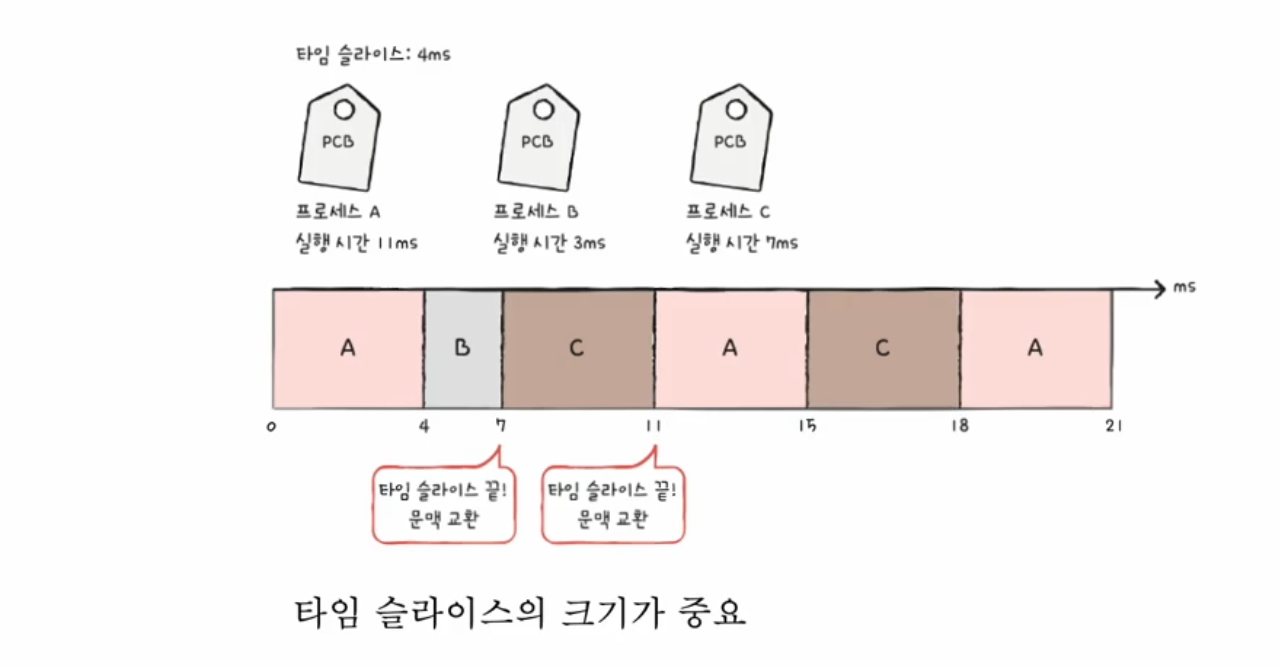 타임 슬라이스: 4ms
PCB
PCB
PCB
프로세스 A
프로세스 B
프로세스 C
실행 시간 11ms
실행 시간 3ms
실행 시간 7ms
ms
A
B
C
A
C
A
0
4
7
11
15
18
21
타임 슬라이스 끝!
문맥 교환
타임 슬라이스 끝!
문맥 교환
타임 슬라이스의 크기가 중요